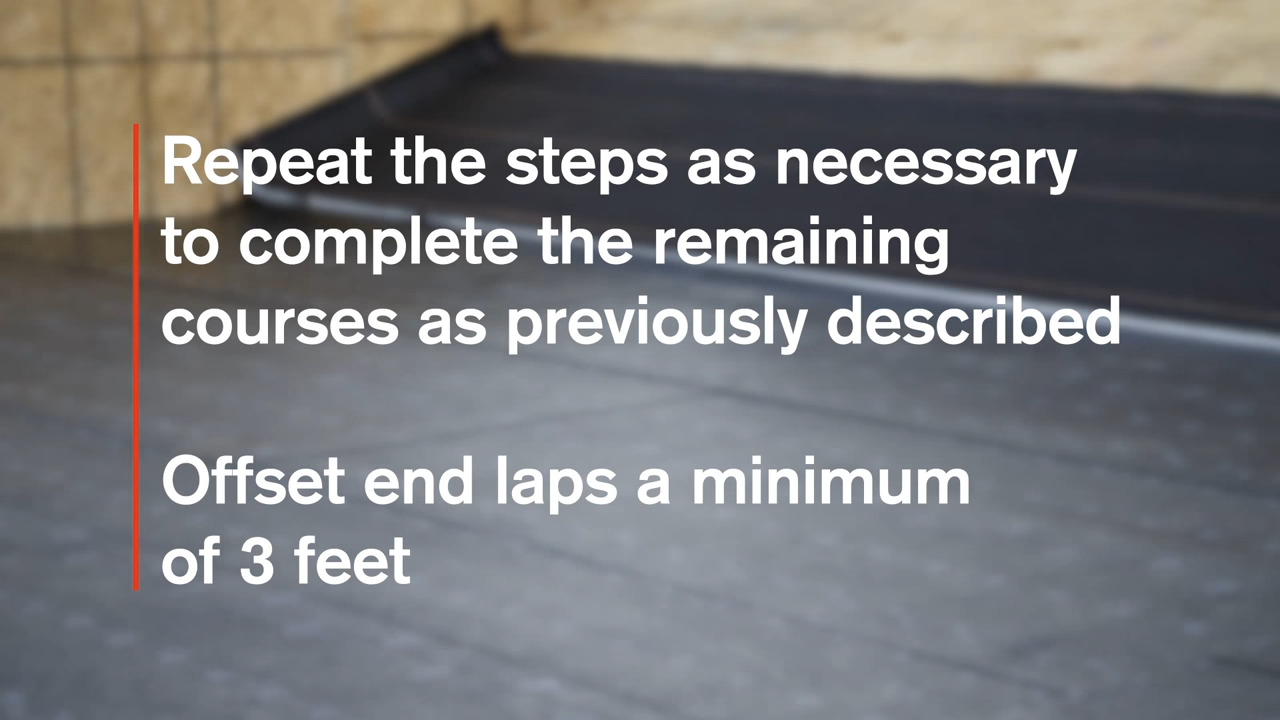 Repeat the steps as necessary
to complete the remaining
courses as previously described
Offset end laps a minimum
of 3 feet